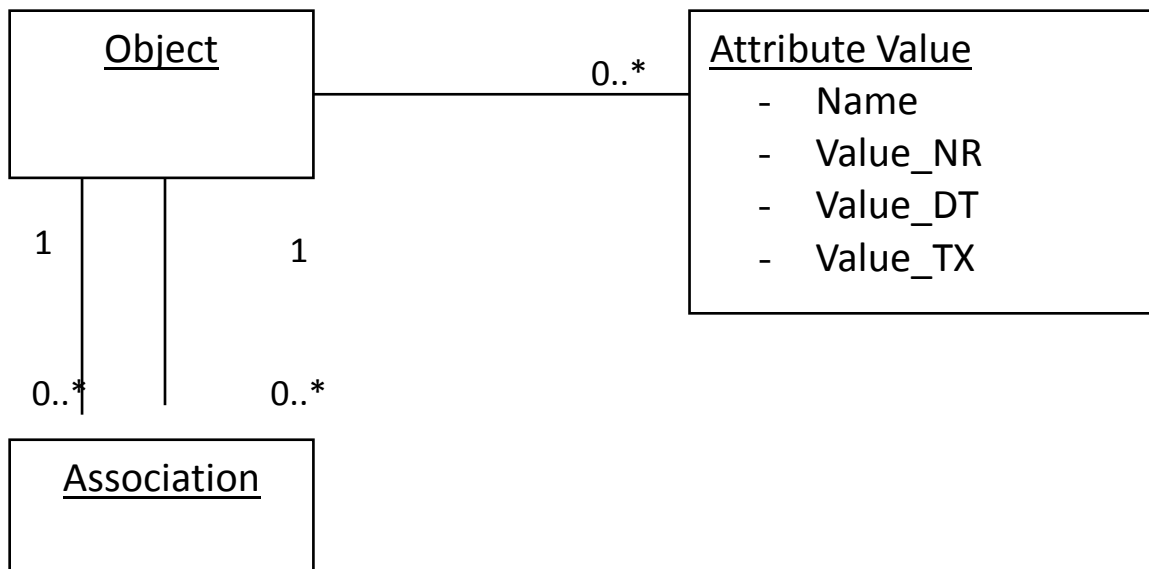 Object
0..*
Attribute Value
- Name
- Value_NR
- Value_DT
- Value_TX
1
1
0..*
0..*
Association